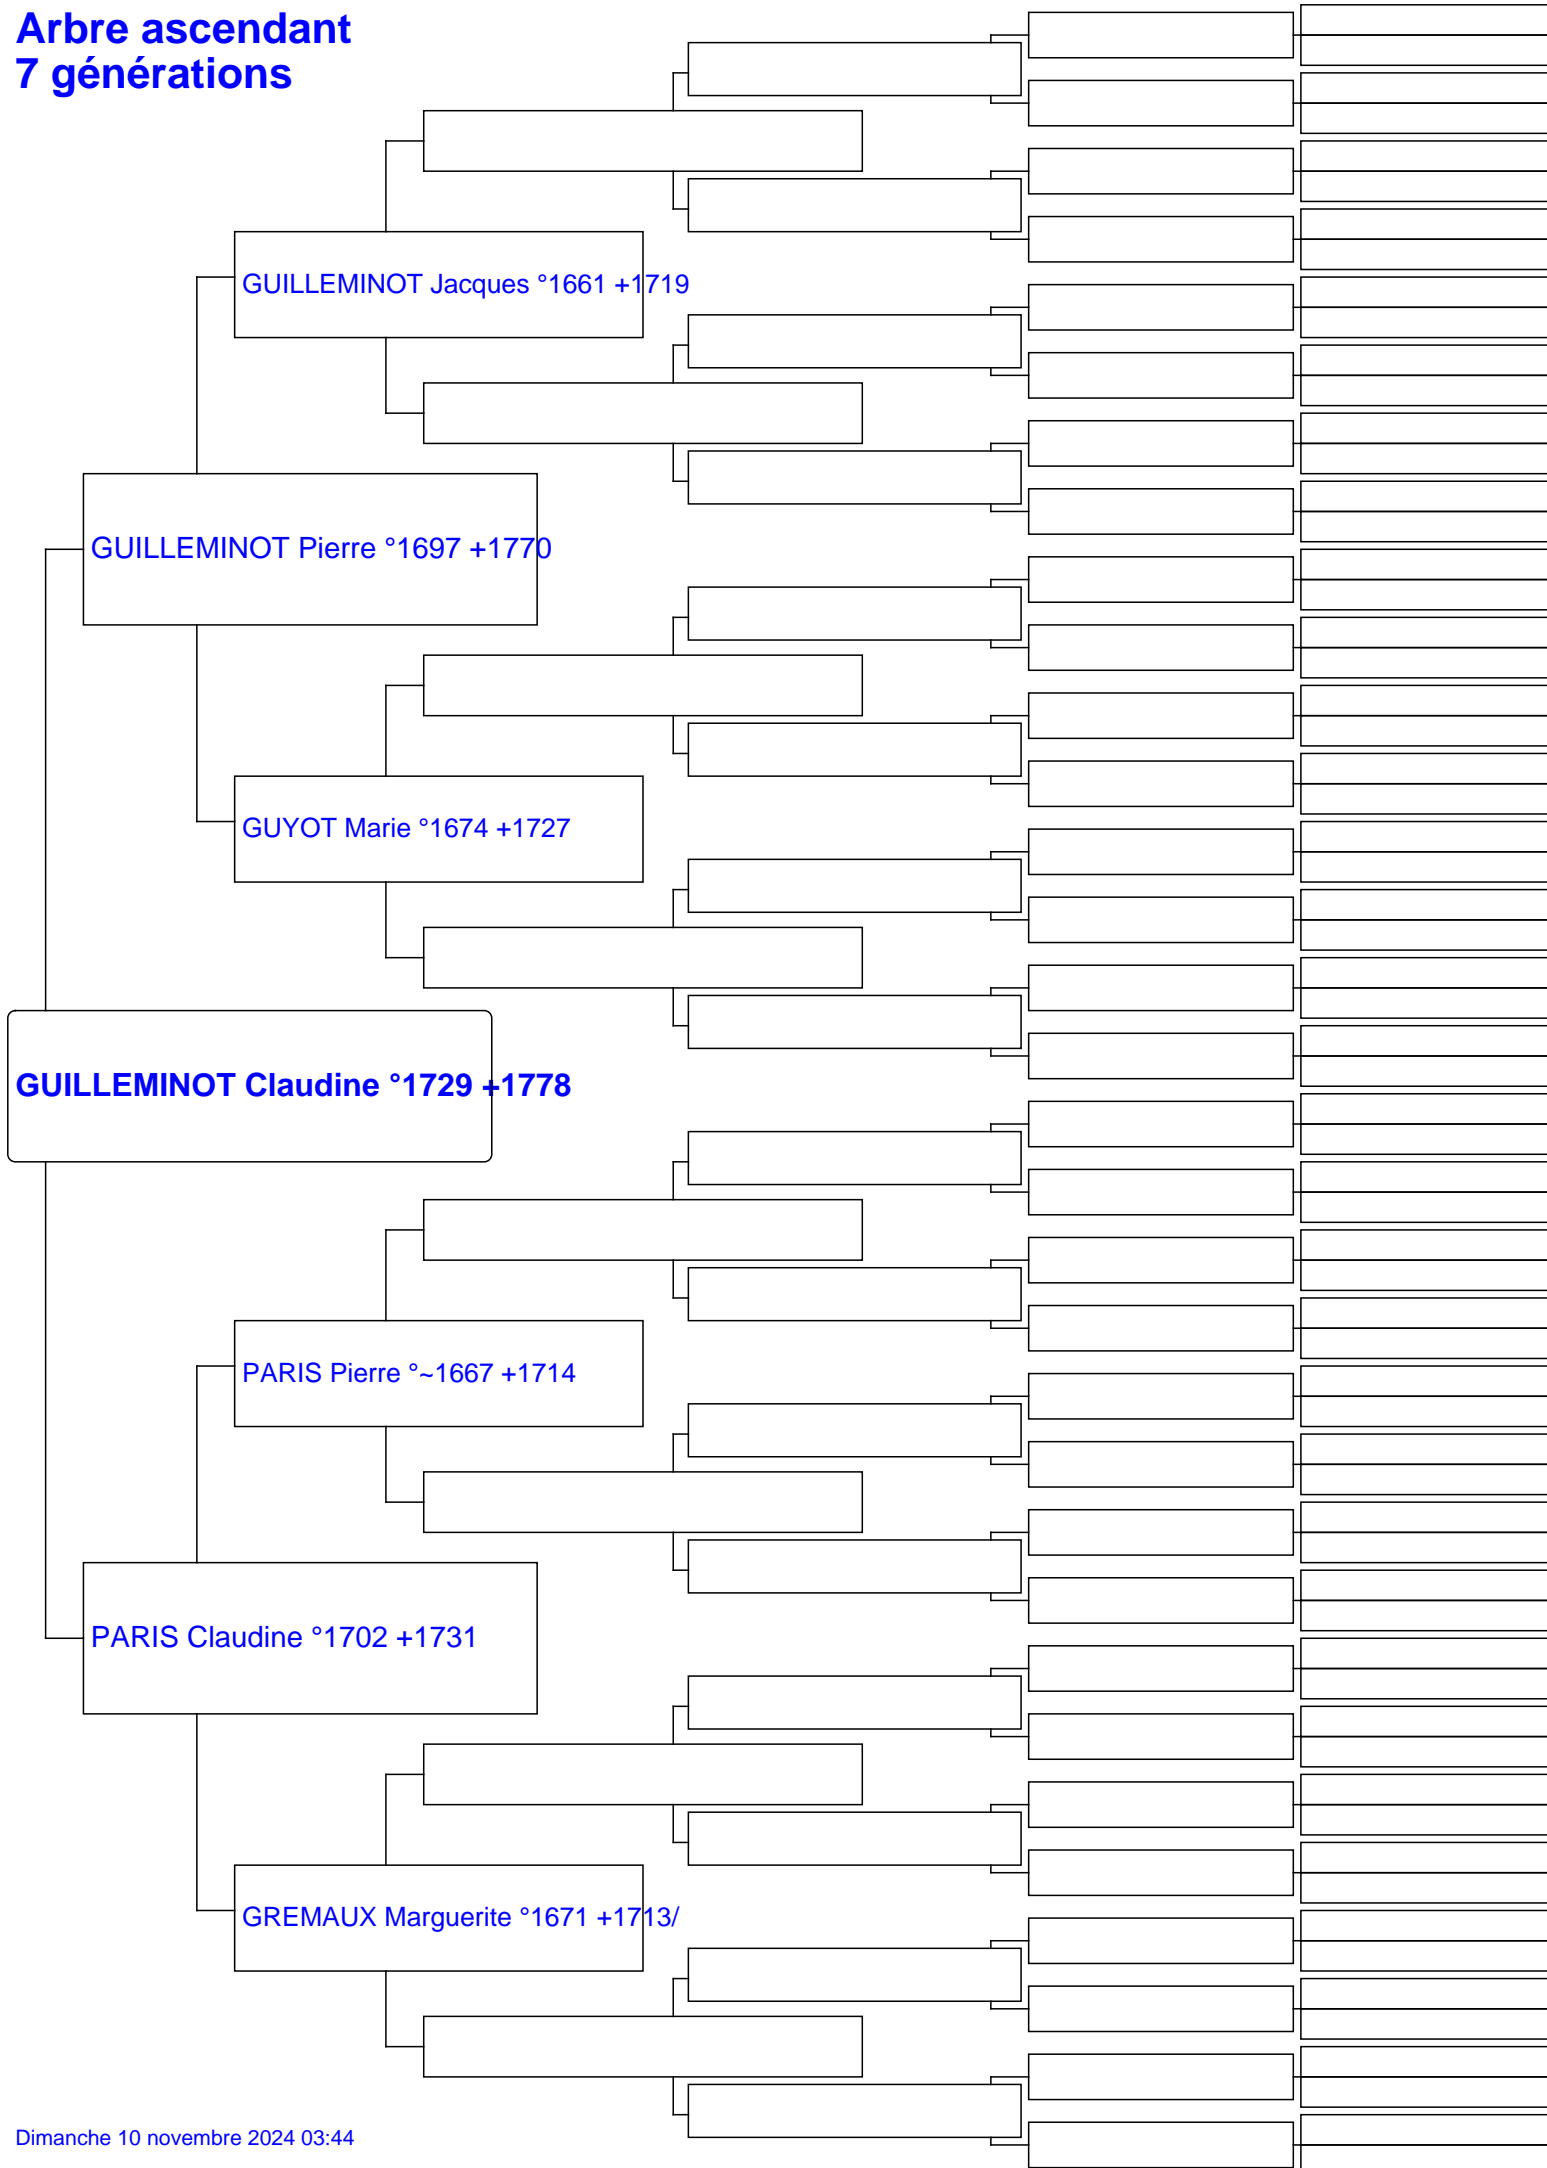 Arbre ascendant
7 générations
GUILLEMINOT Jacques °1661 +1719
GUILLEMINOT Pierre °1697 +1770
GUYOT Marie °1674 +1727
GUILLEMINOT Claudine °1729 +1778
PARIS Pierre °~1667 +1714
PARIS Claudine °1702 +1731
GREMAUX Marguerite °1671 +1713/
Dimanche 10 novembre 2024 03:44